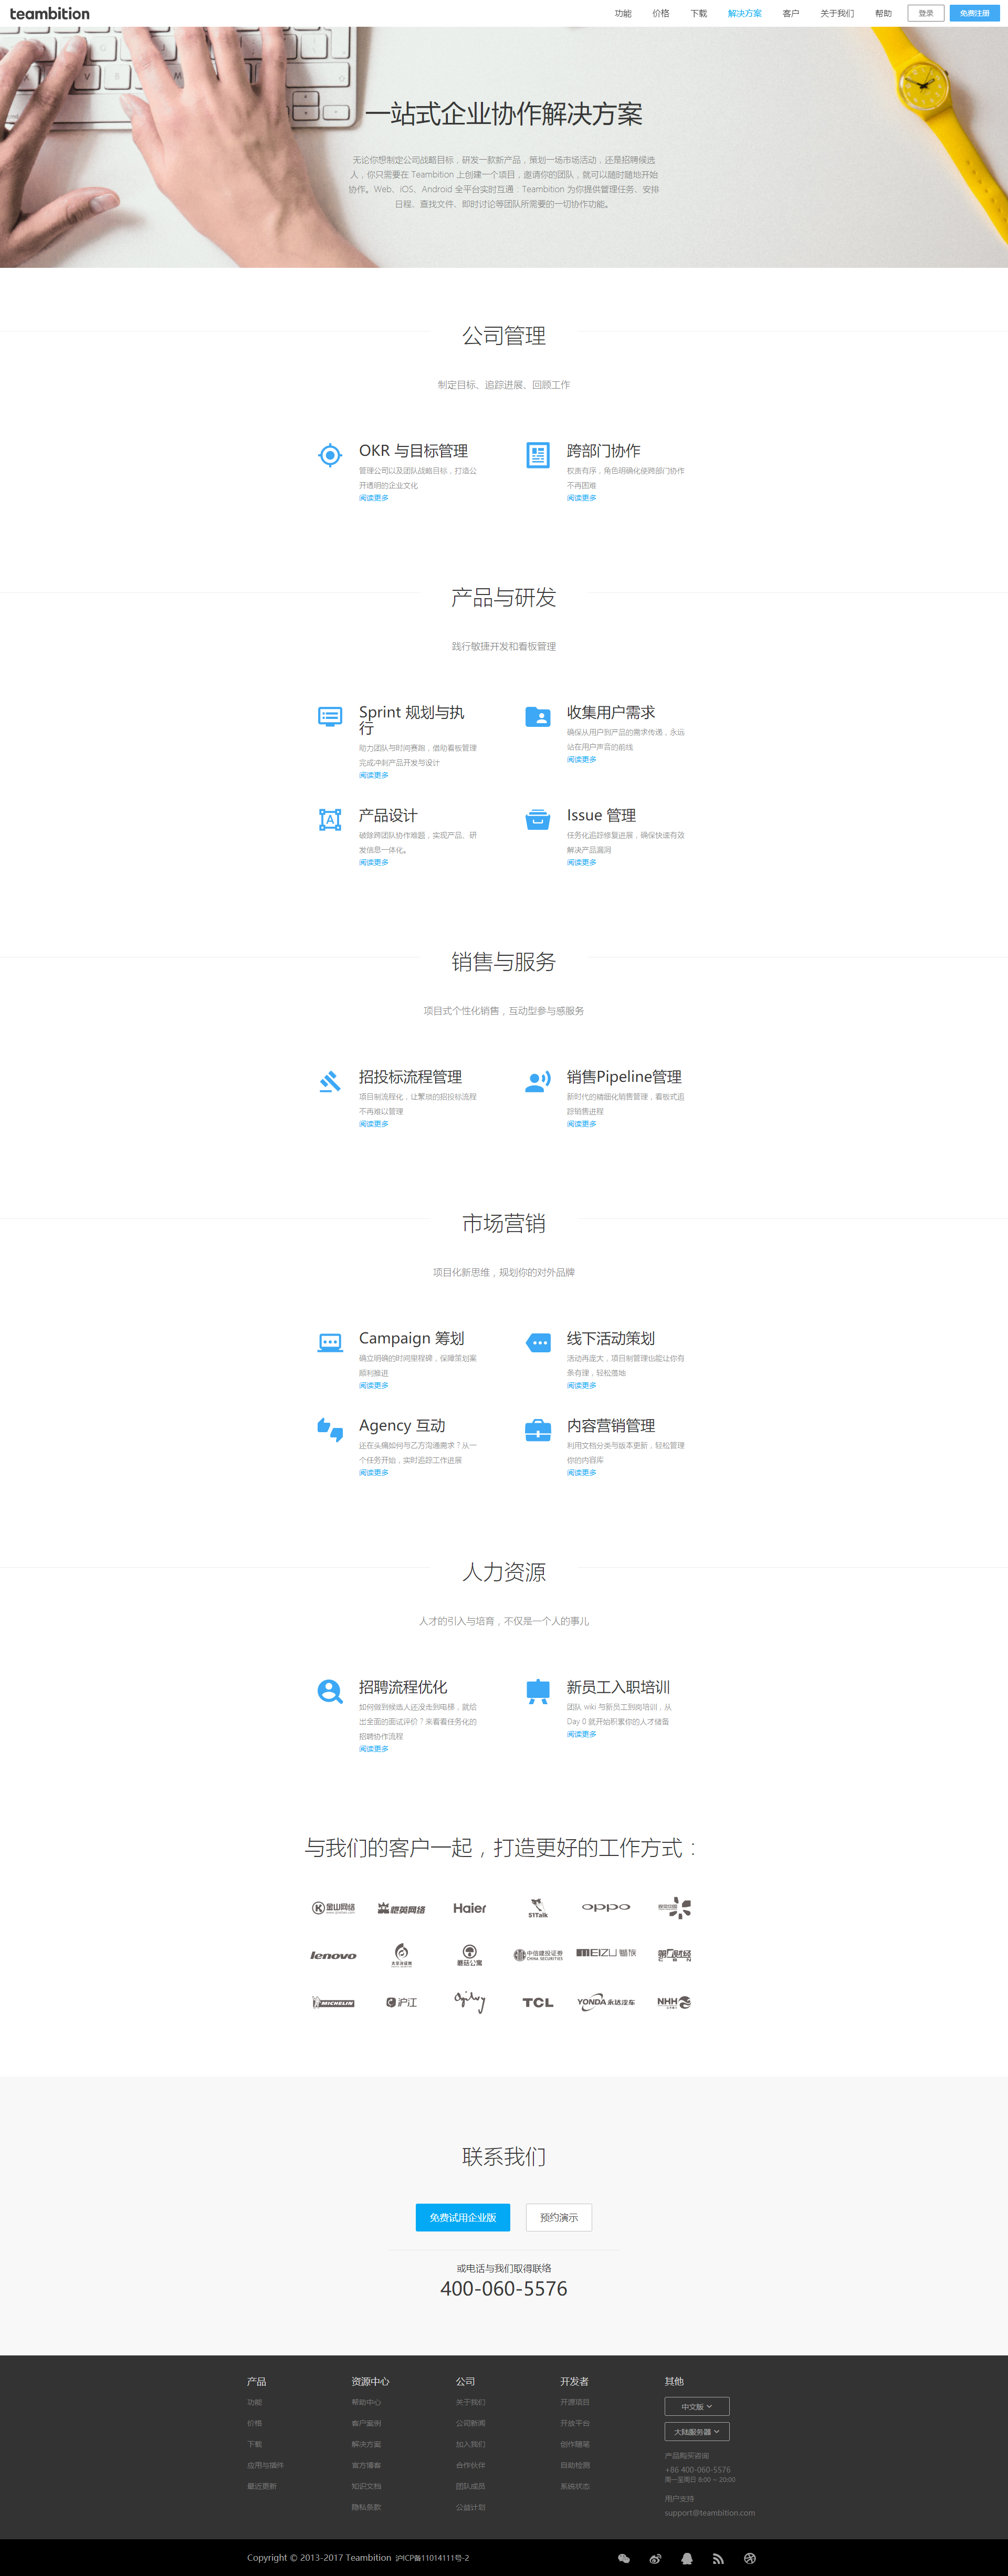 teambition
功能 价格 下载 解决方案 客户 关于我们 帮助 登录 免费注册
一站式企业协作解决方案
无论你想制定公司战略目标，研发一款新产品，策划一场市场活动，还是招聘候选
人，你只需要在 Teambition 上创建一个项目，邀请你的团队，就可以随时随地开始
协作。Web、iOS、Android 全平台实时互通：Teambition 为你提供管理任务、安排
日程、查找文件、即时讨论等团队所需要的一切协作功能。
公司管理
制定目标、追踪进展、回顾工作
OKR 与目标管理
管理公司以及团队战略目标，打造公
开透明的企业文化
阅读更多
跨部门协作
权责有序，角色明确化使跨部门协作
不再困难
阅读更多
产品与研发
践行敏捷开发和看板管理
Sprint 规划与执
行
助力团队与时间赛跑，借助看板管理
完成冲刺产品开发与设计
阅读更多
收集用户需求
确保从用户到产品的需求传递，永远
站在用户声音的前线
阅读更多
产品设计
破除跨团队协作难题，实现产品、研
发信息一体化。
阅读更多
Issue 管理
任务化追踪修复进展，确保快速有效
解决产品漏洞
阅读更多
销售与服务
项目式个性化销售，互动型参与感服务
招投标流程管理
项目制流程化，让繁琐的招投标流程
不再难以管理
阅读更多
销售Pipeline管理
新时代的精细化销售管理，看板式追
踪销售进程
阅读更多
市场营销
项目化新思维，规划你的对外品牌
Campaign 筹划
确立明确的时间里程碑，保障策划案
顺利推进
阅读更多
线下活动策划
活动再庞大，项目制管理也能让你有
条有理，轻松落地
阅读更多
Agency 互动
还在头痛如何与乙方沟通需求？从一
个任务开始，实时追踪工作进展
阅读更多
内容营销管理
利用文档分类与版本更新，轻松管理
你的内容库
阅读更多
人力资源
人才的引入与培育，不仅是一个人的事儿
招聘流程优化
如何做到候选人还没走到电梯，就给
出全面的面试评价？来看看任务化的
招聘协作流程
阅读更多
新员工入职培训
团队 wiki 与新员工到岗培训，从
Day 0 就开始积累你的人才储备
阅读更多
与我们的客户一起，打造更好的工作方式：
金山网络 恺英网络 Haier 51Talk oppo
lenovo 蘑菇公寓 中信建投证券 CHINA SECURITIES MEIZU 魅族
MICHELIN 沪江 Ogilvy TCL YONDA 永达汽车 NHH
联系我们
免费试用企业版 预约演示
或电话与我们取得联络
400-060-5576
产品 资源中心 公司 开发者 其他
功能 帮助中心 关于我们 开源项目 中文版
价格 客户案例 公司新闻 开放平台 大陆服务器
下载 解决方案 加入我们 创作随笔
应用与插件 官方博客 合作伙伴 自助检测
最近更新 知识文档 团队成员 系统状态
隐私条款 公益计划
产品购买咨询
+86 400-060-5576
周一至周日 8:00 ~ 20:00
用户支持
support@teambition.com
Copyright © 2013-2017 Teambition 沪ICP备11014111号-2